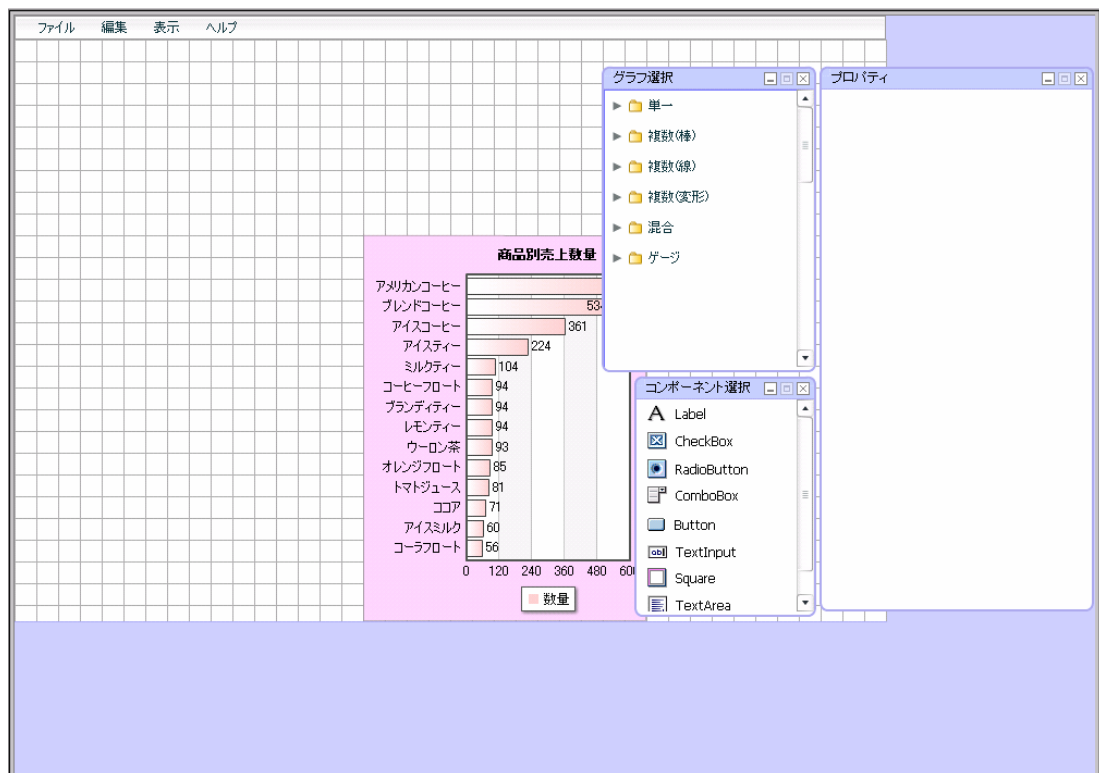 ファイル 編集 表示 ヘルプ
グラフ選択
単一
複数(棒)
複数(線)
複数(変形)
混合
ゲージ
プロパティ
商品別売上数量
アメリカンコーヒー
ブレンドコーヒー 534
アイスコーヒー 361
アイスティー 224
ミルクティー 104
コーヒーフロート 94
ブランディティー 94
レモンティー 94
ウーロン茶 93
オレンジフロート 85
トマトジュース 81
ココア 71
アイスミルク 60
コーラフロート 56
0 120 240 360 480 600
数量
コンポーネント選択
Label
CheckBox
RadioButton
ComboBox
Button
TextInput
Square
TextArea